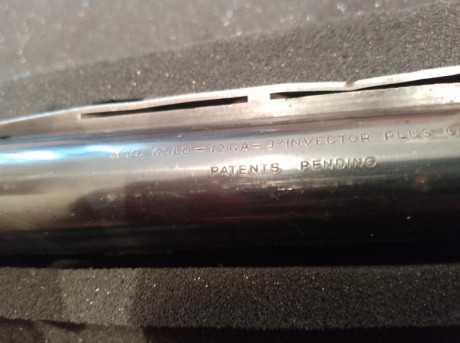 GOLD-12GA-3"INVECTOR PLUS
PATENTS PENDING